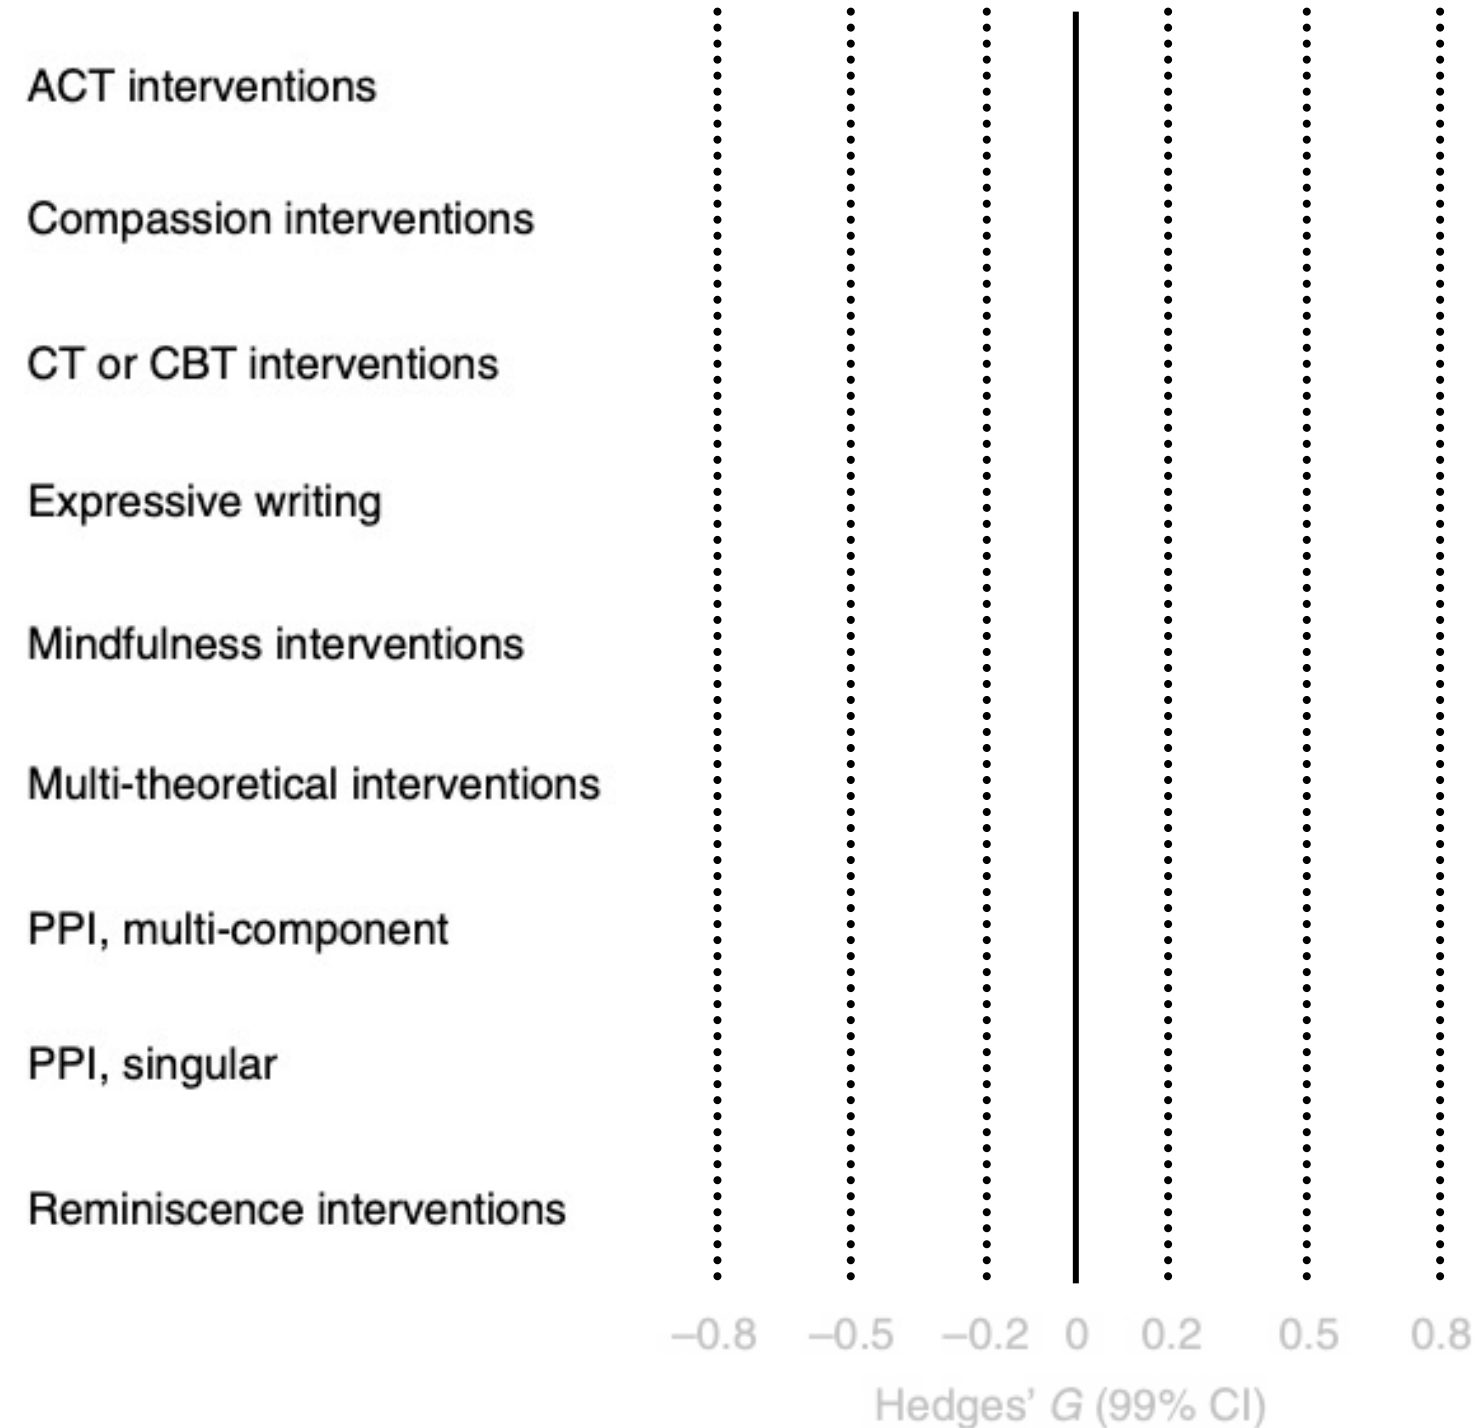 ACT interventions
Compassion interventions
CT or CBT interventions
Expressive writing
Mindfulness interventions
Multi-theoretical interventions
PPI, multi-component
PPI, singular
Reminiscence interventions
–0.8 –0.5 –0.2 0 0.2 0.5 0.8
Hedges’ G (99% CI)